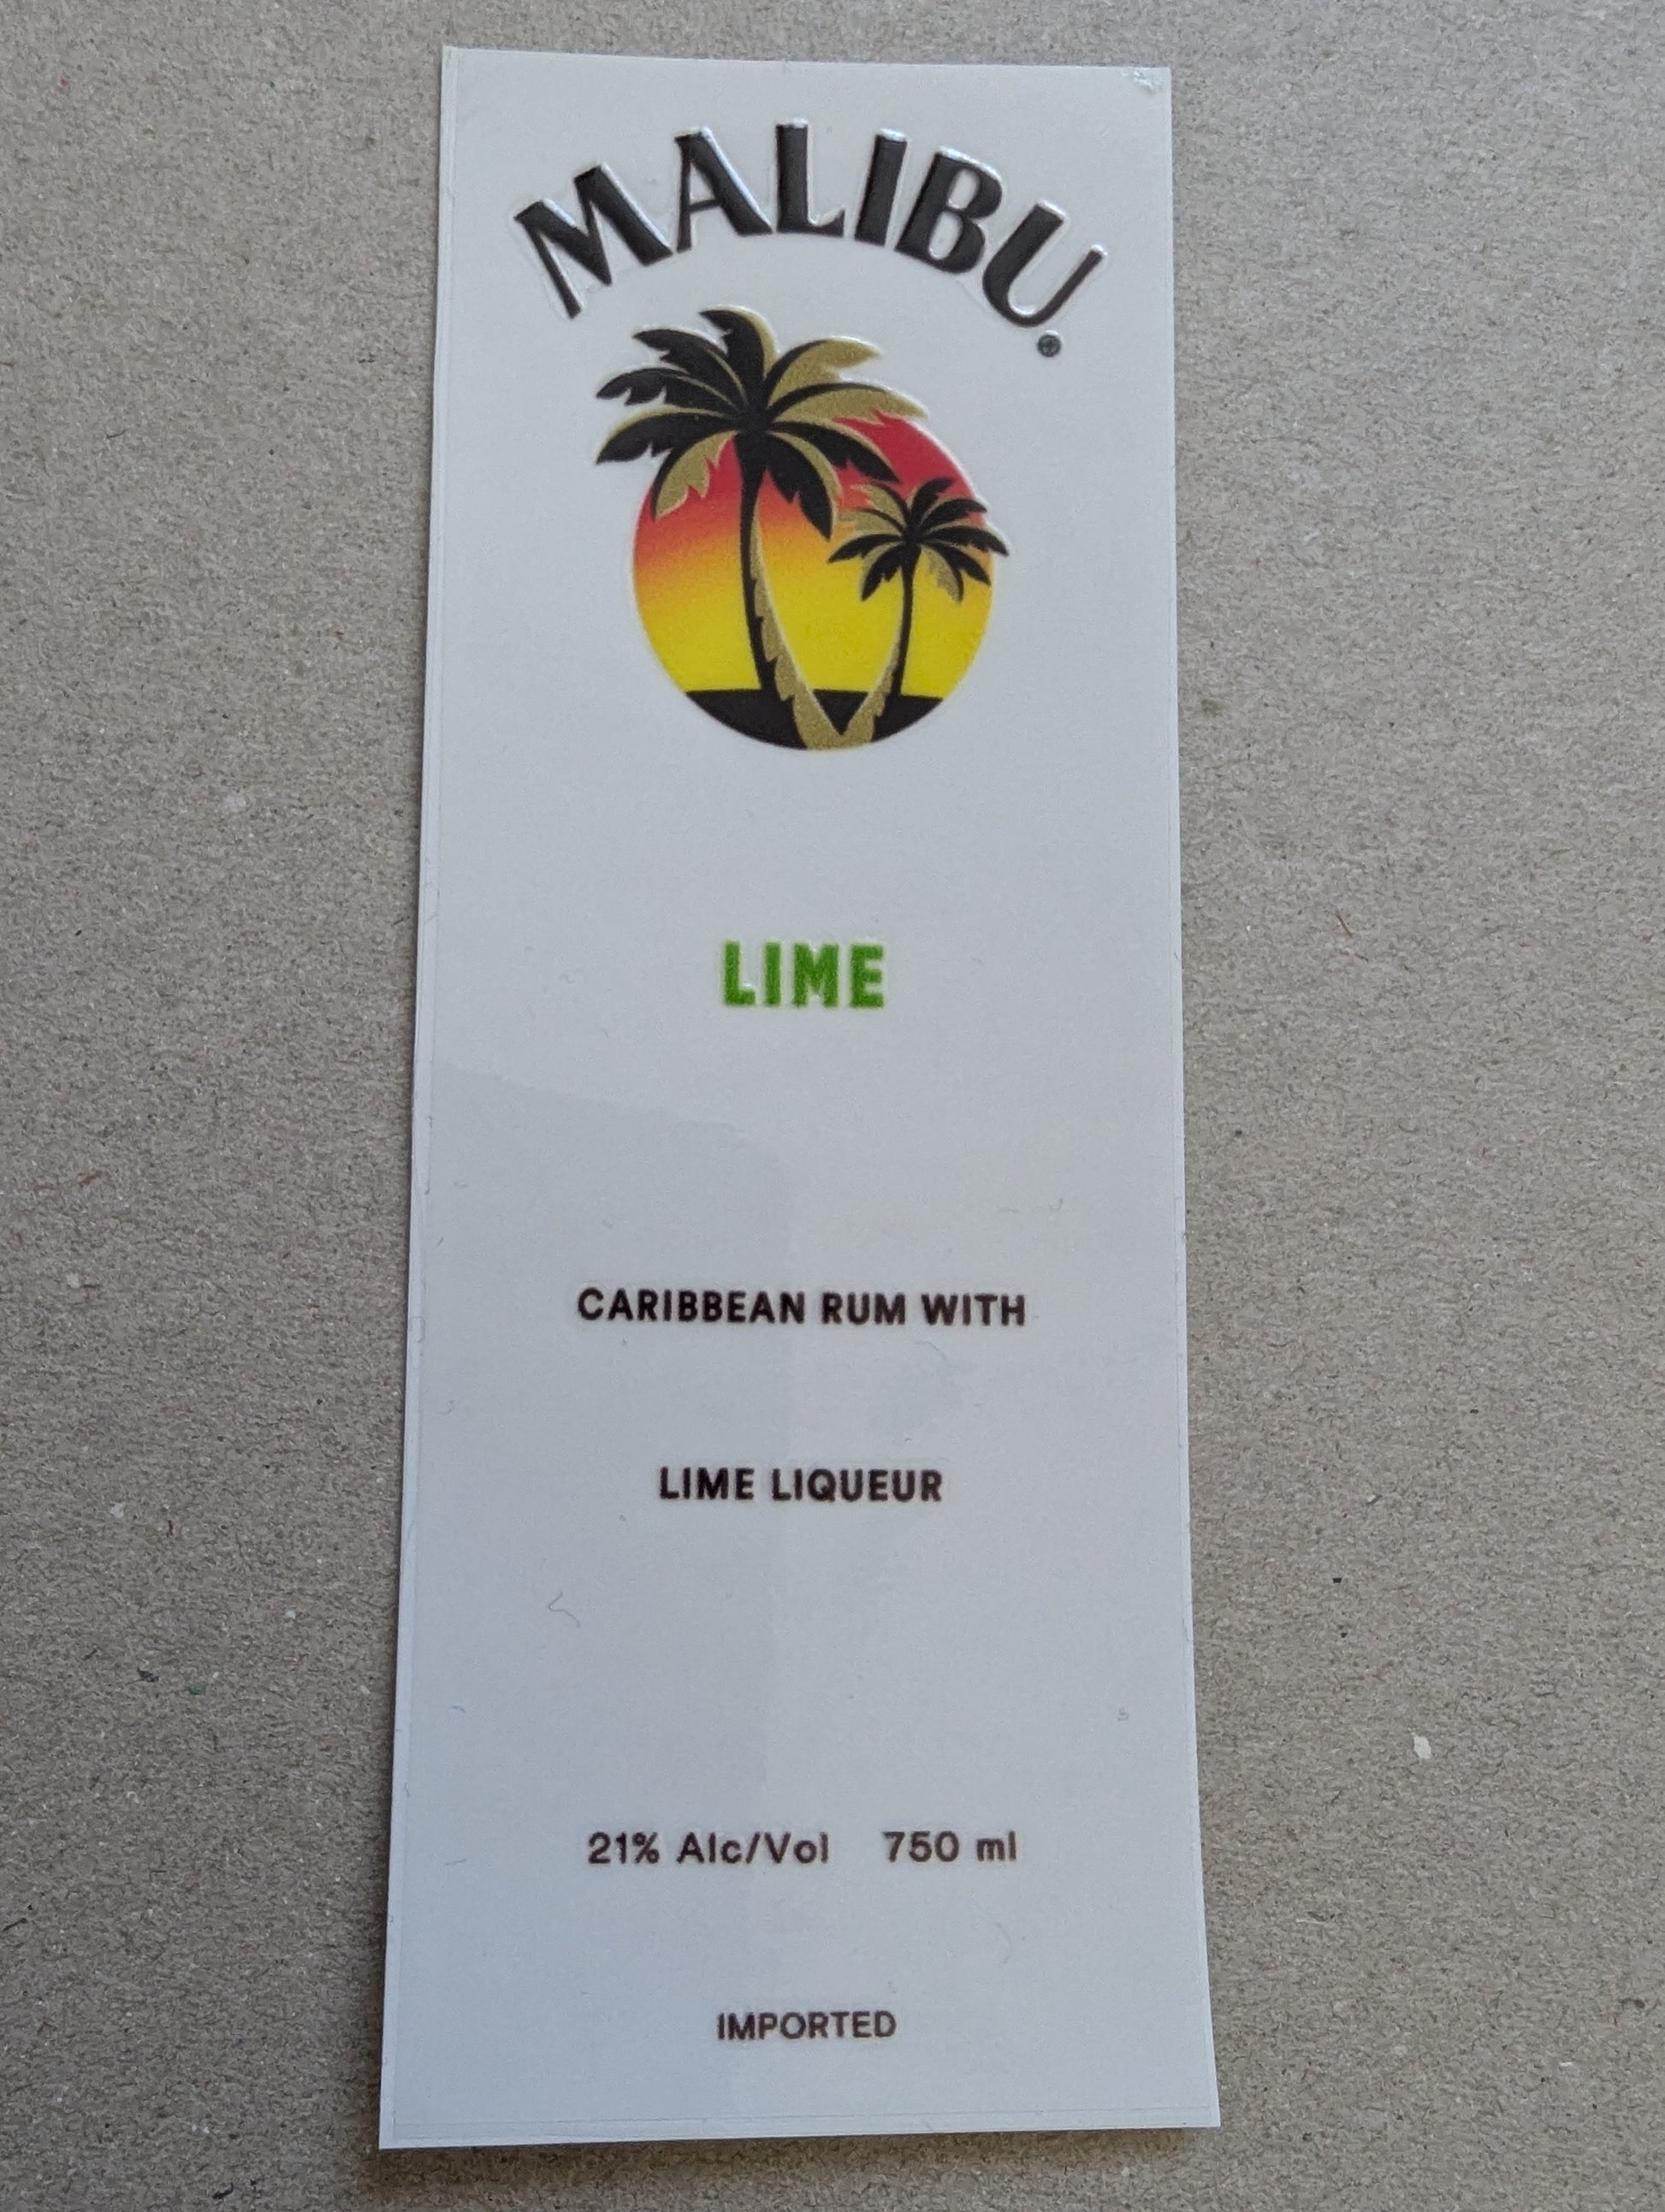 MALIBU®
LIME
CARIBBEAN RUM WITH
LIME LIQUEUR
21% Alc/Vol 750 ml
IMPORTED